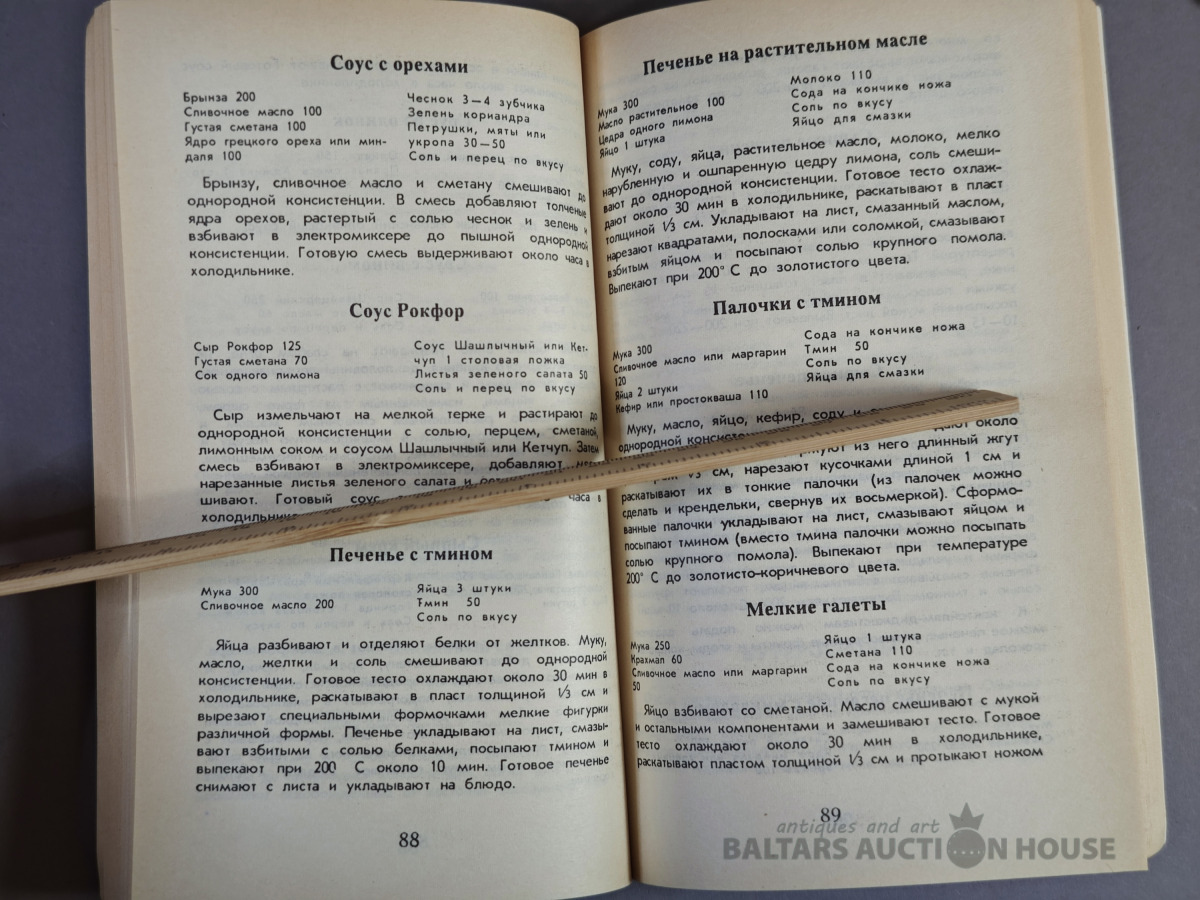 Соус с орехами
Брынза 200
Сливочное масло 100
Густая сметана 100
Ядро грецкого ореха или мин-
даля 100
Чеснок 3—4 зубчика
Зелень кориандра
Петрушки, мяты или
укропа 30—50
Соль и перец по вкусу
Брынзу, сливочное масло и сметану смешивают до
однородной консистенции. В смесь добавляют толченые
ядра орехов, растертый с солью чеснок и зелень и
взбивают в электромиксере до пышной однородной
консистенции. Готовую смесь выдерживают около часа в
холодильнике.
Соус Рокфор
Сыр Рокфор 125
Густая сметана 70
Сок одного лимона
Соус Шашлычный или Кет-
чуп 1 столовая ложка
Листья зеленого салата 50
Соль и перец по вкусу
Сыр измельчают на мелкой терке и растирают до
однородной консистенции с солью, перцем, сметаной,
лимонным соком и соусом Шашлычный или Кетчуп. Затем
смесь взбивают в электромиксере, добавляют
нарезанные листья зеленого салата и
шивают. Готовый соус часа в
холодильнике
Печенье с тмином
Мука 300
Сливочное масло 200
Яйца 3 штуки
Тмин 50
Соль по вкусу
Яйца разбивают и отделяют белки от желтков. Муку,
масло, желтки и соль смешивают до однородной
консистенции. Готовое тесто охлаждают около 30 мин в
холодильнике, раскатывают в пласт толщиной 1/3 см и
вырезают специальными формочками мелкие фигурки
различной формы. Печенье укладывают на лист, смазы-
вают взбитыми с солью белками, посыпают тмином и
выпекают при 200 С около 10 мин. Готовое печенье
снимают с листа и укладывают на блюдо.
88
Печенье на растительном масле
Мука 300
Масло растительное 100
Цедра одного лимона
Яйцо 1 штука
Молоко 110
Сода на кончике ножа
Соль по вкусу
Яйцо для смазки
Муку, соду, яйца, растительное масло, молоко, мелко
нарубленную и ошпаренную цедру лимона, соль смеши-
вают до однородной консистенции. Готовое тесто охлаж-
дают около 30 мин в холодильнике, раскатывают в пласт
толщиной 1/3 см. Укладывают на лист, смазанный маслом,
нарезают квадратами, полосками или соломкой, смазывают
взбитым яйцом и посыпают солью крупного помола.
Выпекают при 200° С до золотистого цвета.
Палочки с тмином
Мука 300
Сливочное масло или маргарин
120
Яйца 2 штуки
Кефир или простокваша 110
Сода на кончике ножа
Тмин 50
Соль по вкусу
Яйца для смазки
Муку, масло, яйцо, кефир, соду и
однородной около
из него длинный жгут
1/3 см, нарезают кусочками длиной 1 см и
раскатывают их в тонкие палочки (из палочек можно
сделать и крендельки, свернув их восьмеркой). Сформо-
ванные палочки укладывают на лист, смазывают яйцом и
посыпают тмином (вместо тмина палочки можно посыпать
солью крупного помола). Выпекают при температуре
200° С до золотисто-коричневого цвета.
Мелкие галеты
Мука 250
Крахмал 60
Сливочное масло или маргарин
50
Яйцо 1 штука
Сметана 110
Сода на кончике ножа
Соль по вкусу
Яйцо взбивают со сметаной. Масло смешивают с мукой
и остальными компонентами и замешивают тесто. Готовое
тесто охлаждают около 30 мин в холодильнике,
раскатывают пластом толщиной 1/3 см и протыкают ножом
89
antiques and art
BALTARS AUCTION HOUSE